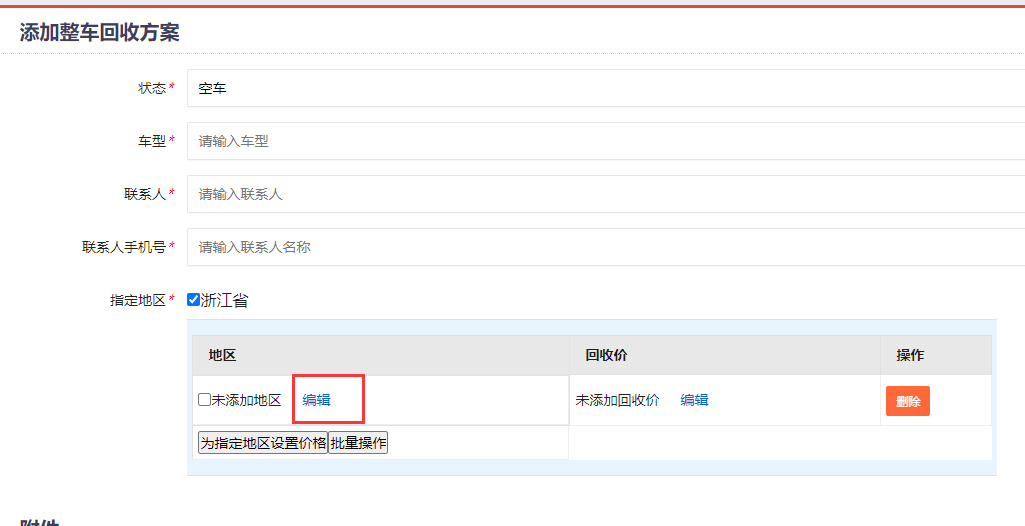 添加整车回收方案
状态* 空车
车型* 请输入车型
联系人* 请输入联系人
联系人手机号* 请输入联系人名称
指定地区* 浙江省
地区 回收价 操作
未添加地区 编辑 未添加回收价 编辑 删除
为指定地区设置价格 批量操作
附件